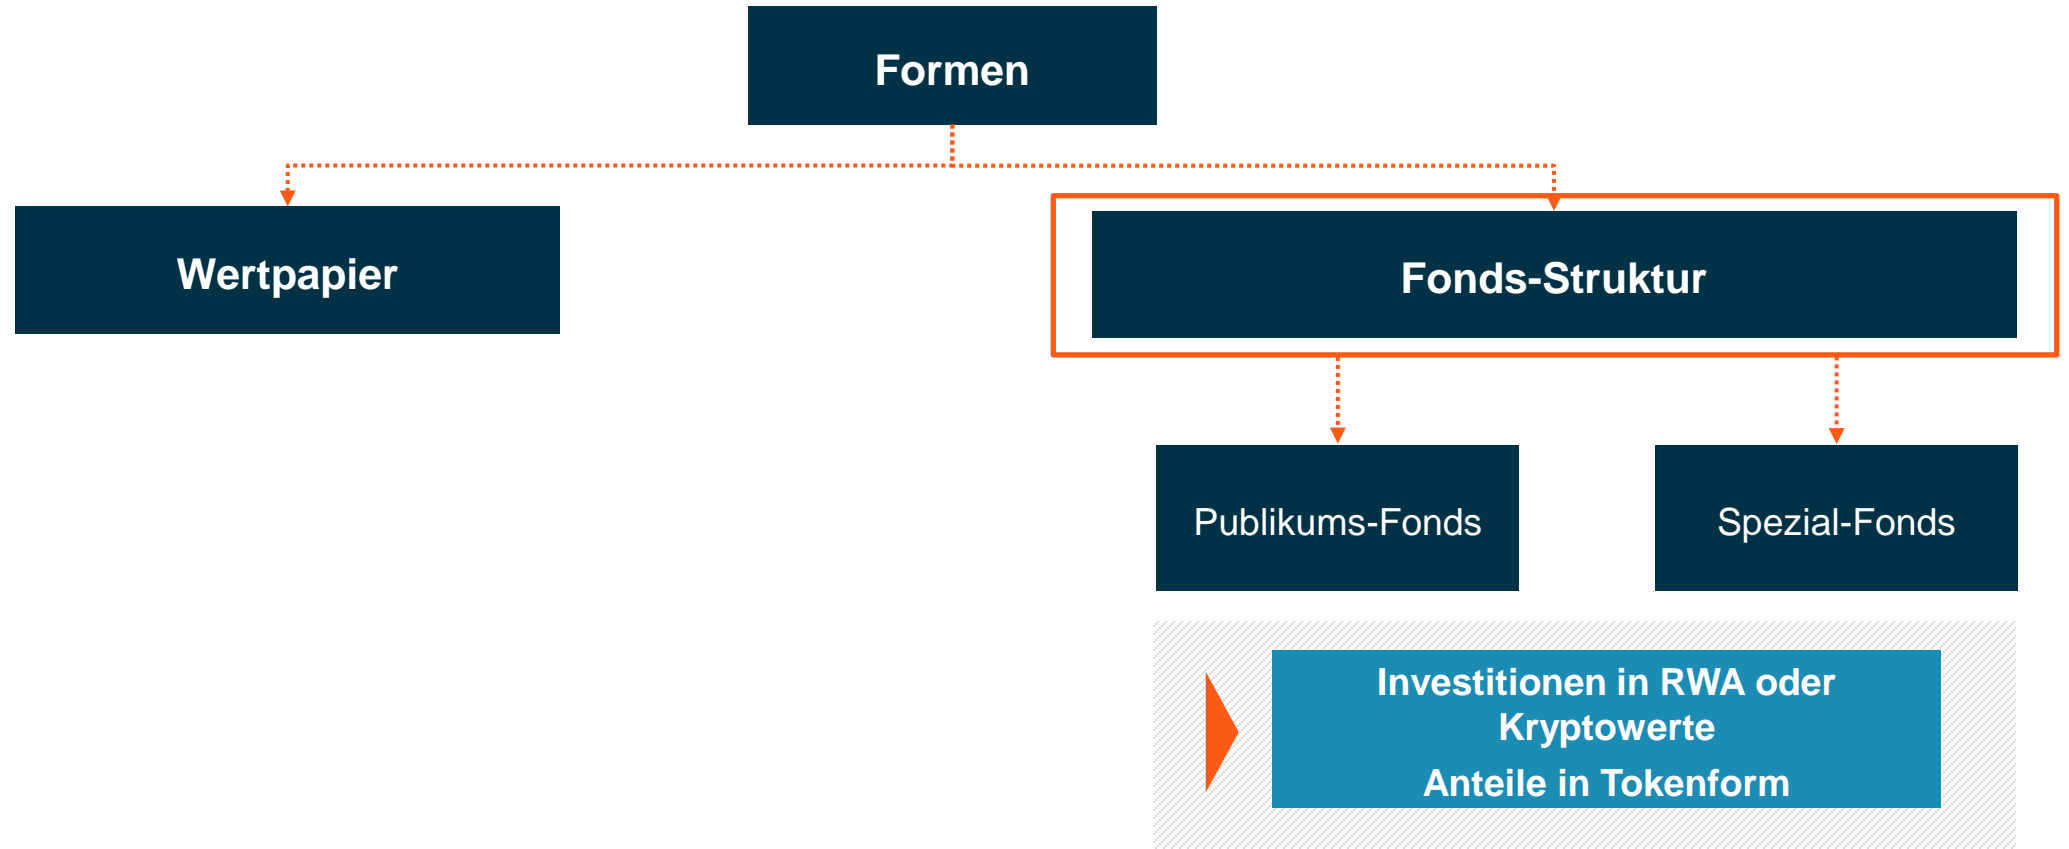 Formen
Wertpapier
Fonds-Struktur
Publikums-Fonds
Spezial-Fonds
Investitionen in RWA oder
Kryptowerte
Anteile in Tokenform